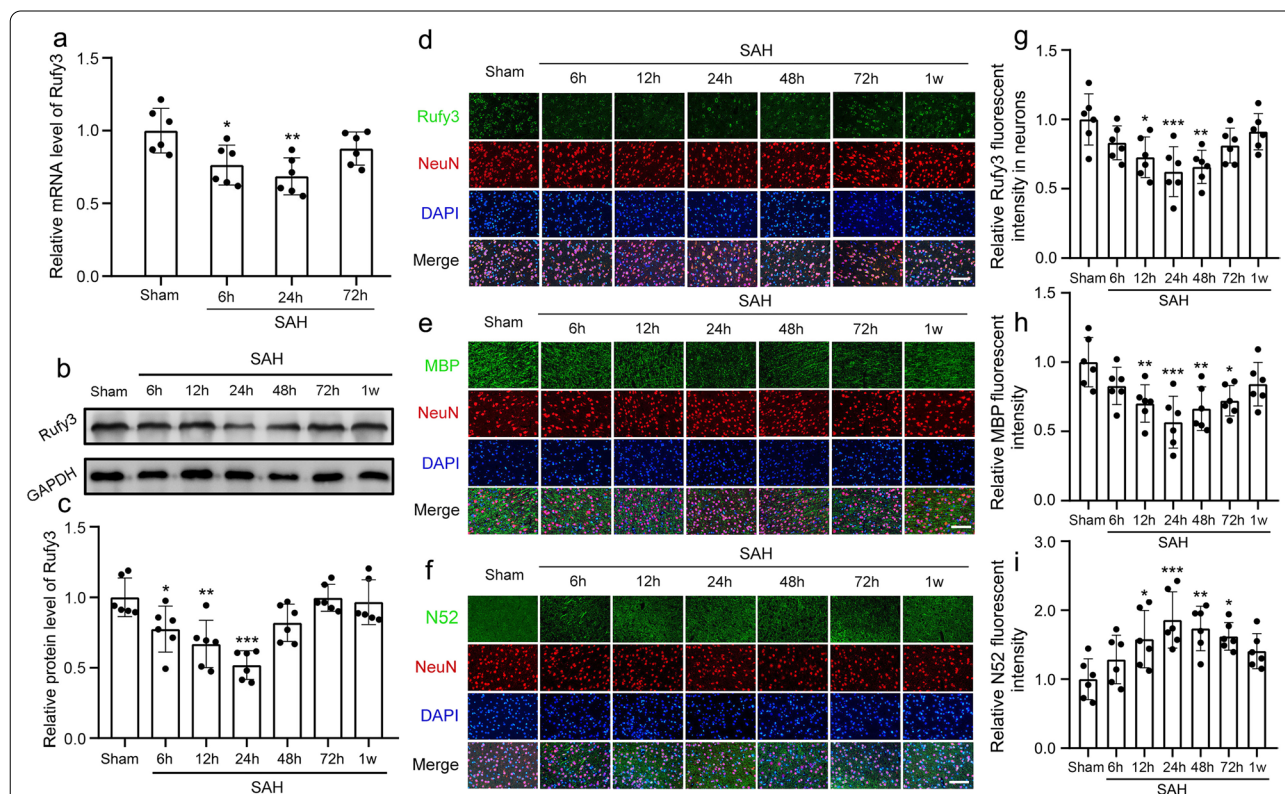 a
Relative mRNA level of Rufy3
1.5
1.0
0.5
0.0
*
**
Sham
6h
24h
72h
SAH
b
SAH
Sham
6h
12h
24h
48h
72h
1w
Rufy3
GAPDH
c
Relative protein level of Rufy3
1.5
1.0
0.5
0.0
*
**
***
Sham
6h
12h
24h
48h
72h
1w
SAH
d
SAH
Sham
6h
12h
24h
48h
72h
1w
Rufy3
NeuN
DAPI
Merge
e
SAH
Sham
6h
12h
24h
48h
72h
1w
MBP
NeuN
DAPI
Merge
f
SAH
Sham
6h
12h
24h
48h
72h
1w
N52
NeuN
DAPI
Merge
g
Relative Rufy3 fluorescent
intensity in neurons
1.5
1.0
0.5
0.0
*
***
**
Sham
6h
12h
24h
48h
72h
1w
SAH
h
Relative MBP fluorescent
intensity
1.5
1.0
0.5
0.0
**
***
**
*
Sham
6h
12h
24h
48h
72h
1w
SAH
i
Relative N52 fluorescent
intensity
3.0
2.0
1.0
0.0
*
***
**
*
Sham
6h
12h
24h
48h
72h
1w
SAH